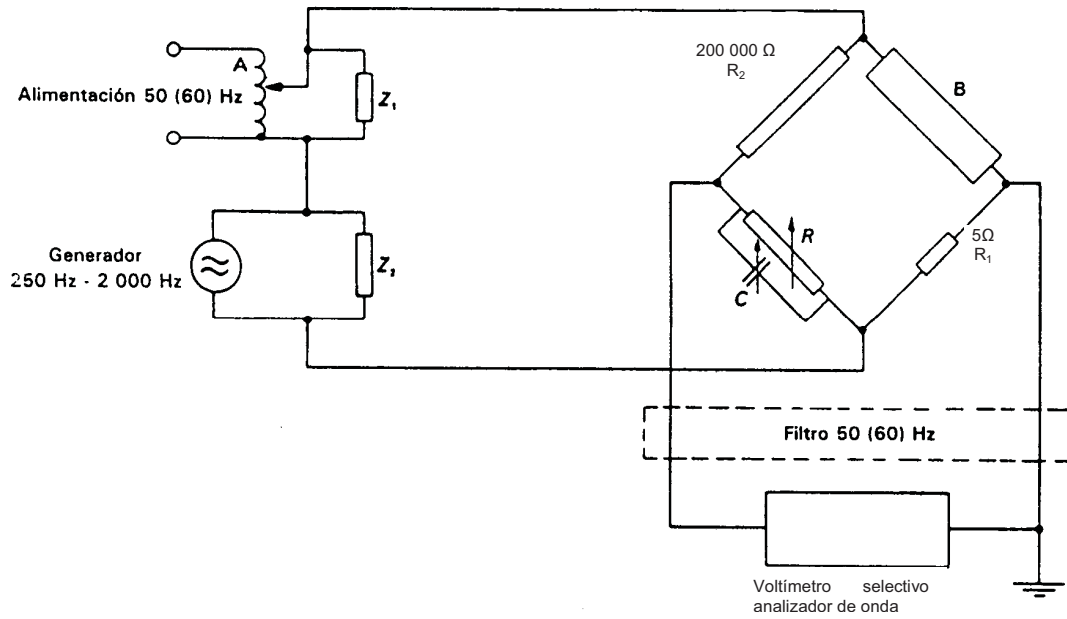 A
Alimentación 50 (60) Hz
Z₁
Generador
250 Hz - 2 000 Hz
Z₂
200 000 Ω
R₂
B
R
C
5Ω
R₁
Filtro 50 (60) Hz
Voltímetro selectivo
analizador de onda